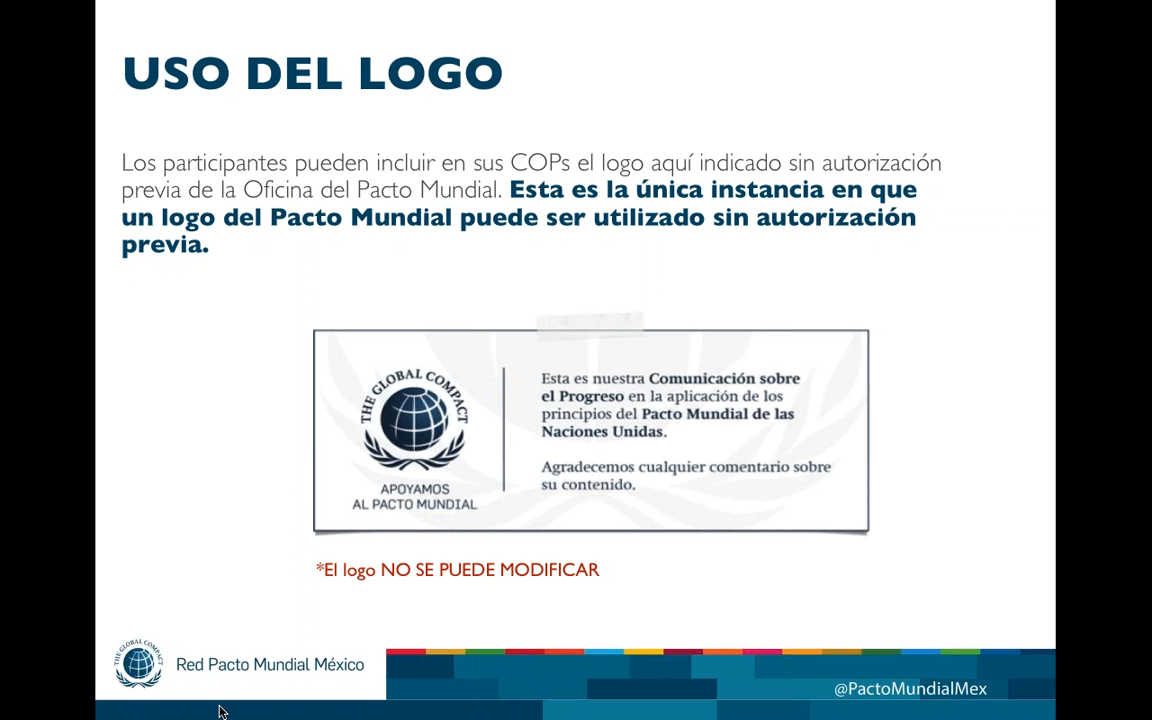 USO DEL LOGO
Los participantes pueden incluir en sus COPs el logo aquí indicado sin autorización
previa de la Oficina del Pacto Mundial. Esta es la única instancia en que
un logo del Pacto Mundial puede ser utilizado sin autorización
previa.
THE GLOBAL COMPACT
APOYAMOS
AL PACTO MUNDIAL
Esta es nuestra Comunicación sobre
el Progreso en la aplicación de los
principios del Pacto Mundial de las
Naciones Unidas.
Agradecemos cualquier comentario sobre
su contenido.
*El logo NO SE PUEDE MODIFICAR
THE GLOBAL COMPACT
Red Pacto Mundial México
@PactoMundialMex